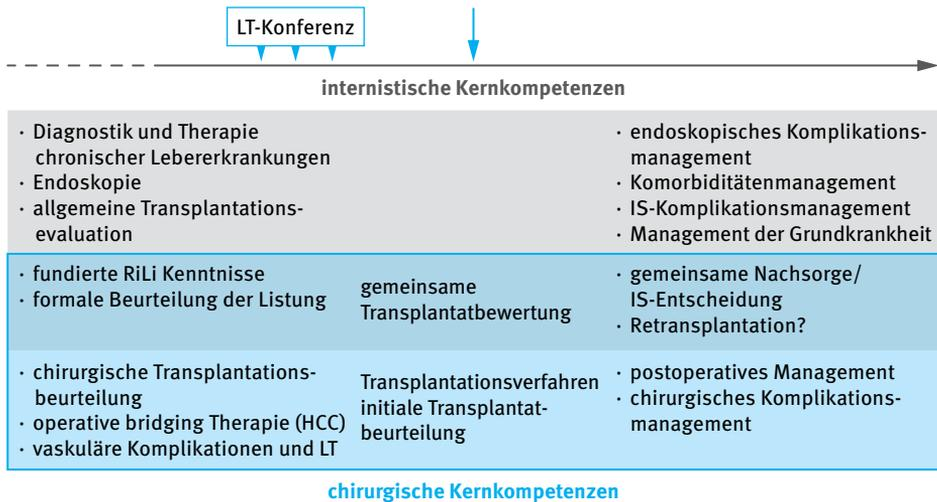 LT-Konferenz
internistische Kernkompetenzen
· Diagnostik und Therapie
chronischer Lebererkrankungen
· Endoskopie
· allgemeine Transplantations-
evaluation
· endoskopisches Komplikations-
management
· Komorbiditätenmanagement
· IS-Komplikationsmanagement
· Management der Grundkrankheit
· fundierte RiLi Kenntnisse
· formale Beurteilung der Listung
gemeinsame
Transplantatbewertung
· gemeinsame Nachsorge/
IS-Entscheidung
· Retransplantation?
· chirurgische Transplantations-
beurteilung
· operative bridging Therapie (HCC)
· vaskuläre Komplikationen und LT
Transplantationsverfahren
initiale Transplantat-
beurteilung
· postoperatives Management
· chirurgisches Komplikations-
management
chirurgische Kernkompetenzen